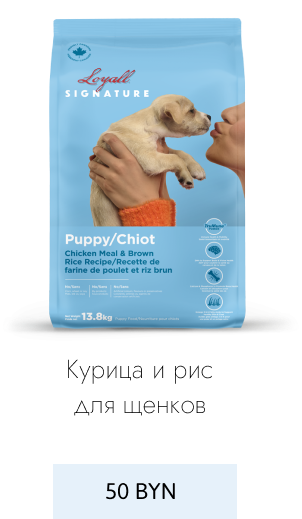 Loyall
SIGNATURE
Puppy/Chiot
Chicken Meal & Brown
Rice Recipe/Recette de
farine de poulet et riz brun
13.8kg
Курица и рис
для щенков
50 BYN